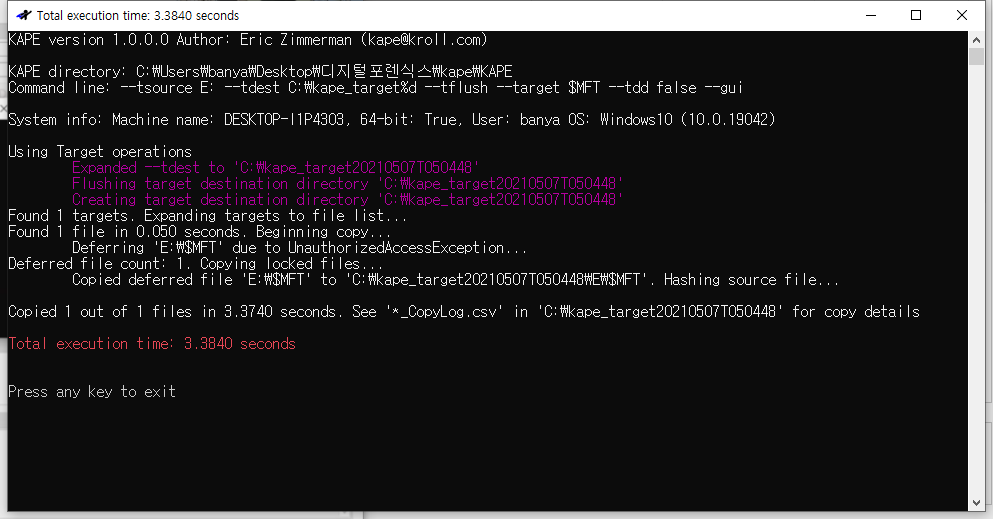 Total execution time: 3.3840 seconds
KAPE version 1.0.0.0 Author: Eric Zimmerman (kape@kroll.com)
KAPE directory: C:₩Users₩banya₩Desktop₩디지털포렌식스₩kape₩KAPE
Command line: --tsource E: --tdest C:₩kape_target%d --tflush --target $MFT --tdd false --gui
System info: Machine name: DESKTOP-I1P4303, 64-bit: True, User: banya OS: Windows10 (10.0.19042)
Using Target operations
Expanded --tdest to 'C:₩kape_target20210507T050448'
Flushing target destination directory 'C:₩kape_target20210507T050448'
Creating target destination directory 'C:₩kape_target20210507T050448'
Found 1 targets. Expanding targets to file list...
Found 1 file in 0.050 seconds. Beginning copy...
Deferring 'E:₩$MFT' due to UnauthorizedAccessException...
Deferred file count: 1. Copying locked files...
Copied deferred file 'E:₩$MFT' to 'C:₩kape_target20210507T050448₩E₩$MFT'. Hashing source file...
Copied 1 out of 1 files in 3.3740 seconds. See '*_CopyLog.csv' in 'C:₩kape_target20210507T050448' for copy details
Total execution time: 3.3840 seconds
Press any key to exit